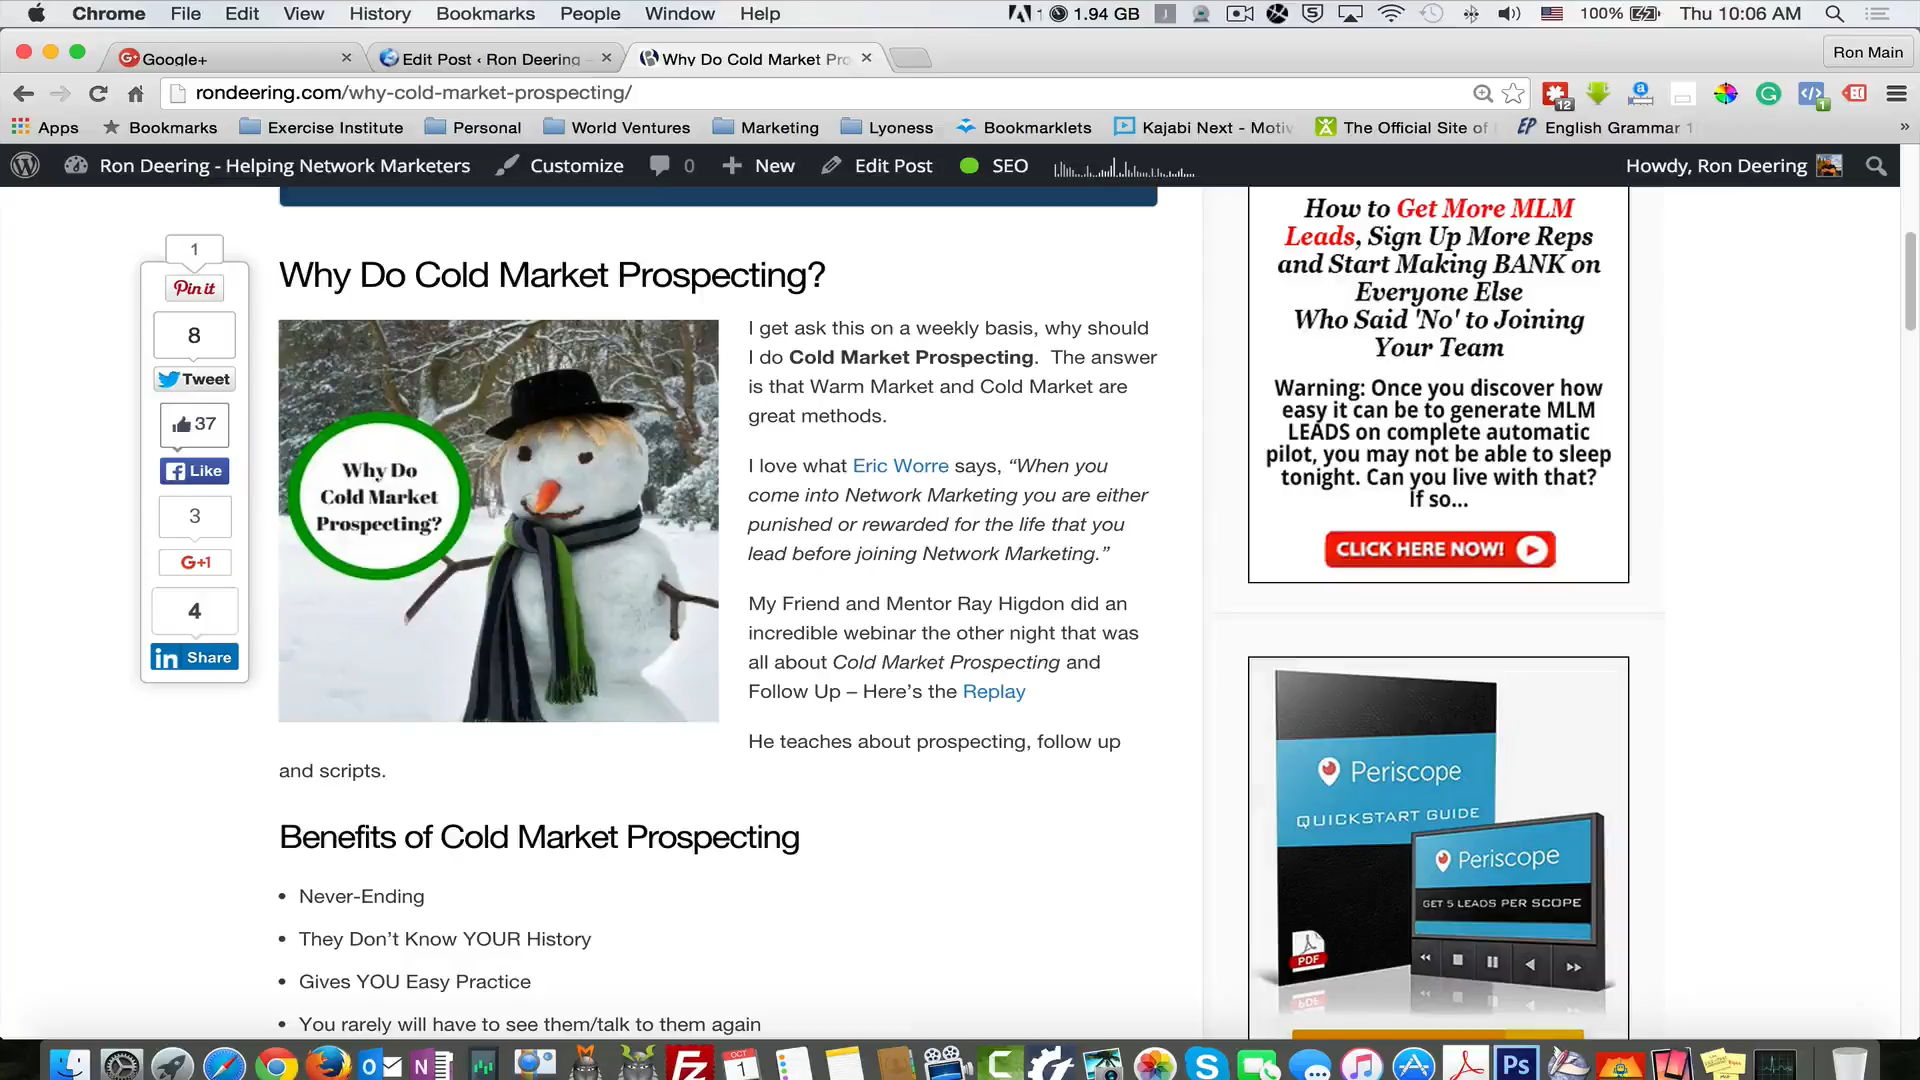 Chrome File Edit View History Bookmarks People Window Help 1 1.94 GB 100% Thu 10:06 AM
Google+ Edit Post ‹ Ron Deering Why Do Cold Market Pro Ron Main
rondeering.com/why-cold-market-prospecting/ 12 1
Apps Bookmarks Exercise Institute Personal World Ventures Marketing Lyoness Bookmarklets Kajabi Next - Motiv The Official Site of English Grammar 1 »
Ron Deering - Helping Network Marketers Customize 0 New Edit Post SEO Howdy, Ron Deering
1
Pin it
8
Tweet
37
Like
3
G+1
4
in Share
Why Do Cold Market Prospecting?
Why Do
Cold Market
Prospecting?
I get ask this on a weekly basis, why should
I do Cold Market Prospecting. The answer
is that Warm Market and Cold Market are
great methods.
I love what Eric Worre says, “When you
come into Network Marketing you are either
punished or rewarded for the life that you
lead before joining Network Marketing.”
My Friend and Mentor Ray Higdon did an
incredible webinar the other night that was
all about Cold Market Prospecting and
Follow Up – Here’s the Replay
He teaches about prospecting, follow up
and scripts.
Benefits of Cold Market Prospecting
• Never-Ending
• They Don’t Know YOUR History
• Gives YOU Easy Practice
• You rarely will have to see them/talk to them again
How to Get More MLM
Leads, Sign Up More Reps
and Start Making BANK on
Everyone Else
Who Said 'No' to Joining
Your Team
Warning: Once you discover how
easy it can be to generate MLM
LEADS on complete automatic
pilot, you may not be able to sleep
tonight. Can you live with that?
If so...
CLICK HERE NOW!
Periscope
QUICKSTART GUIDE
Periscope
GET 5 LEADS PER SCOPE
PDF
OCT
1
Ps